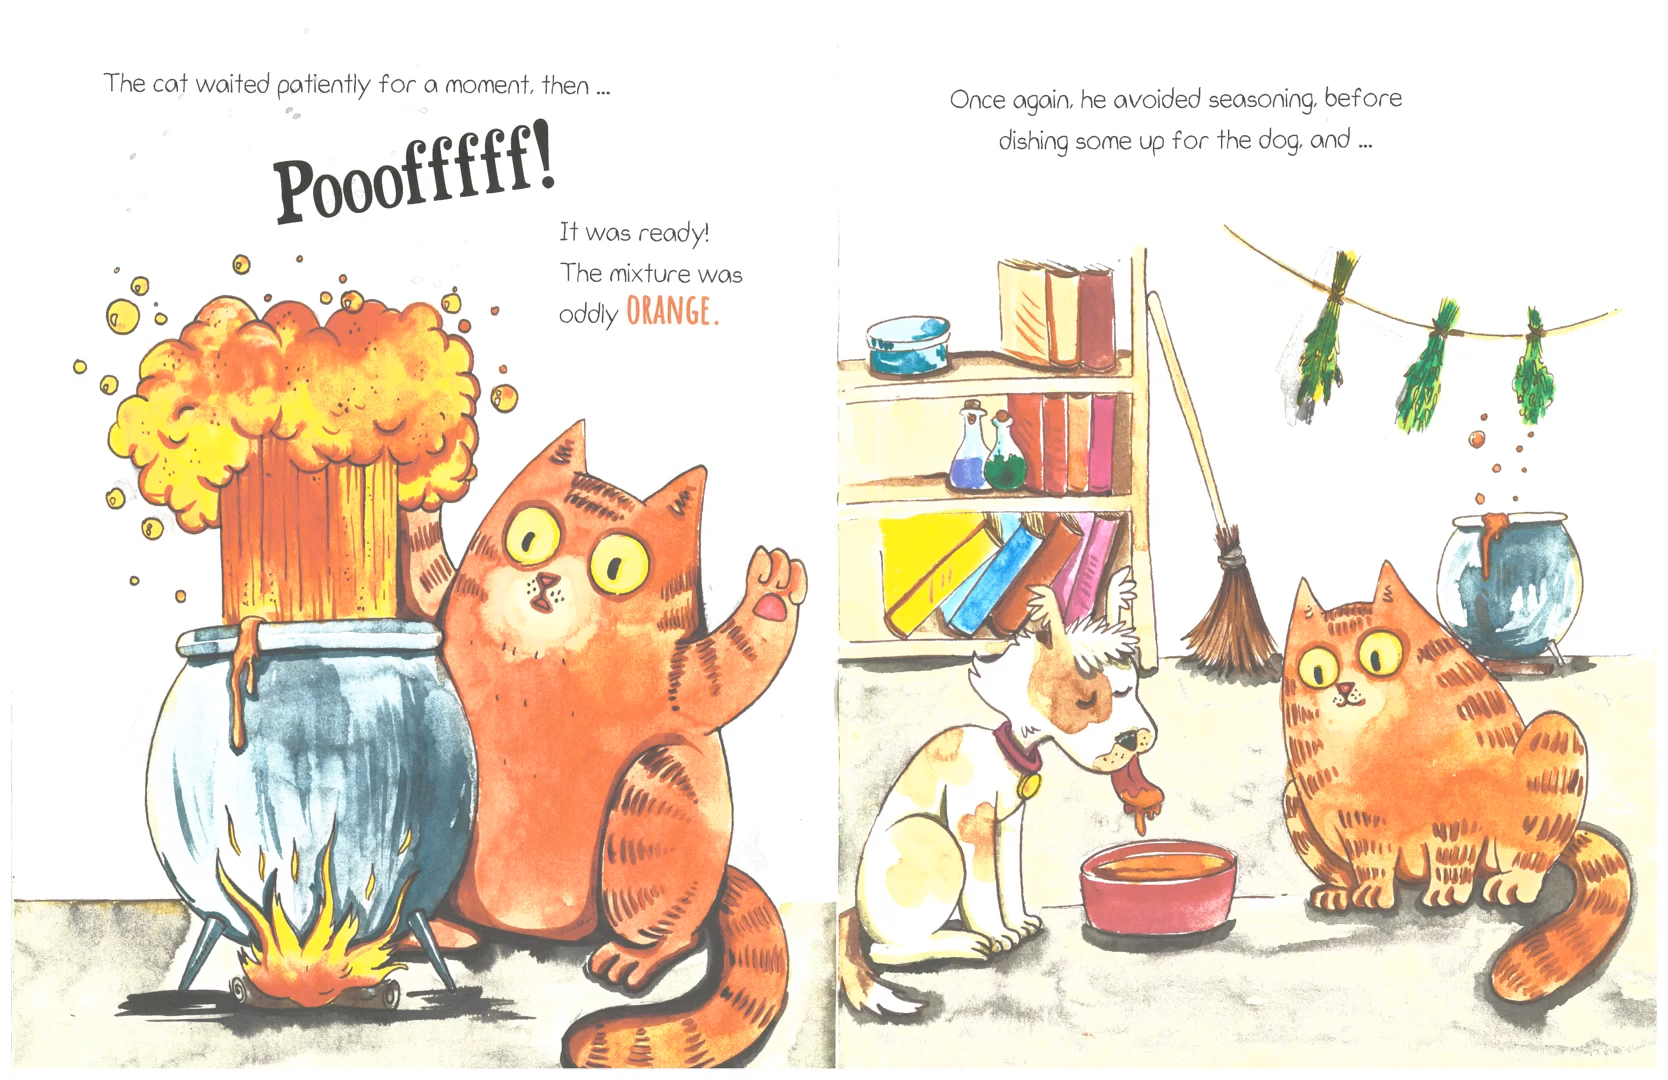 The cat waited patiently for a moment, then ...
Pooofffff!
It was ready!
The mixture was
oddly ORANGE.
Once again, he avoided seasoning, before
dishing some up for the dog, and ...